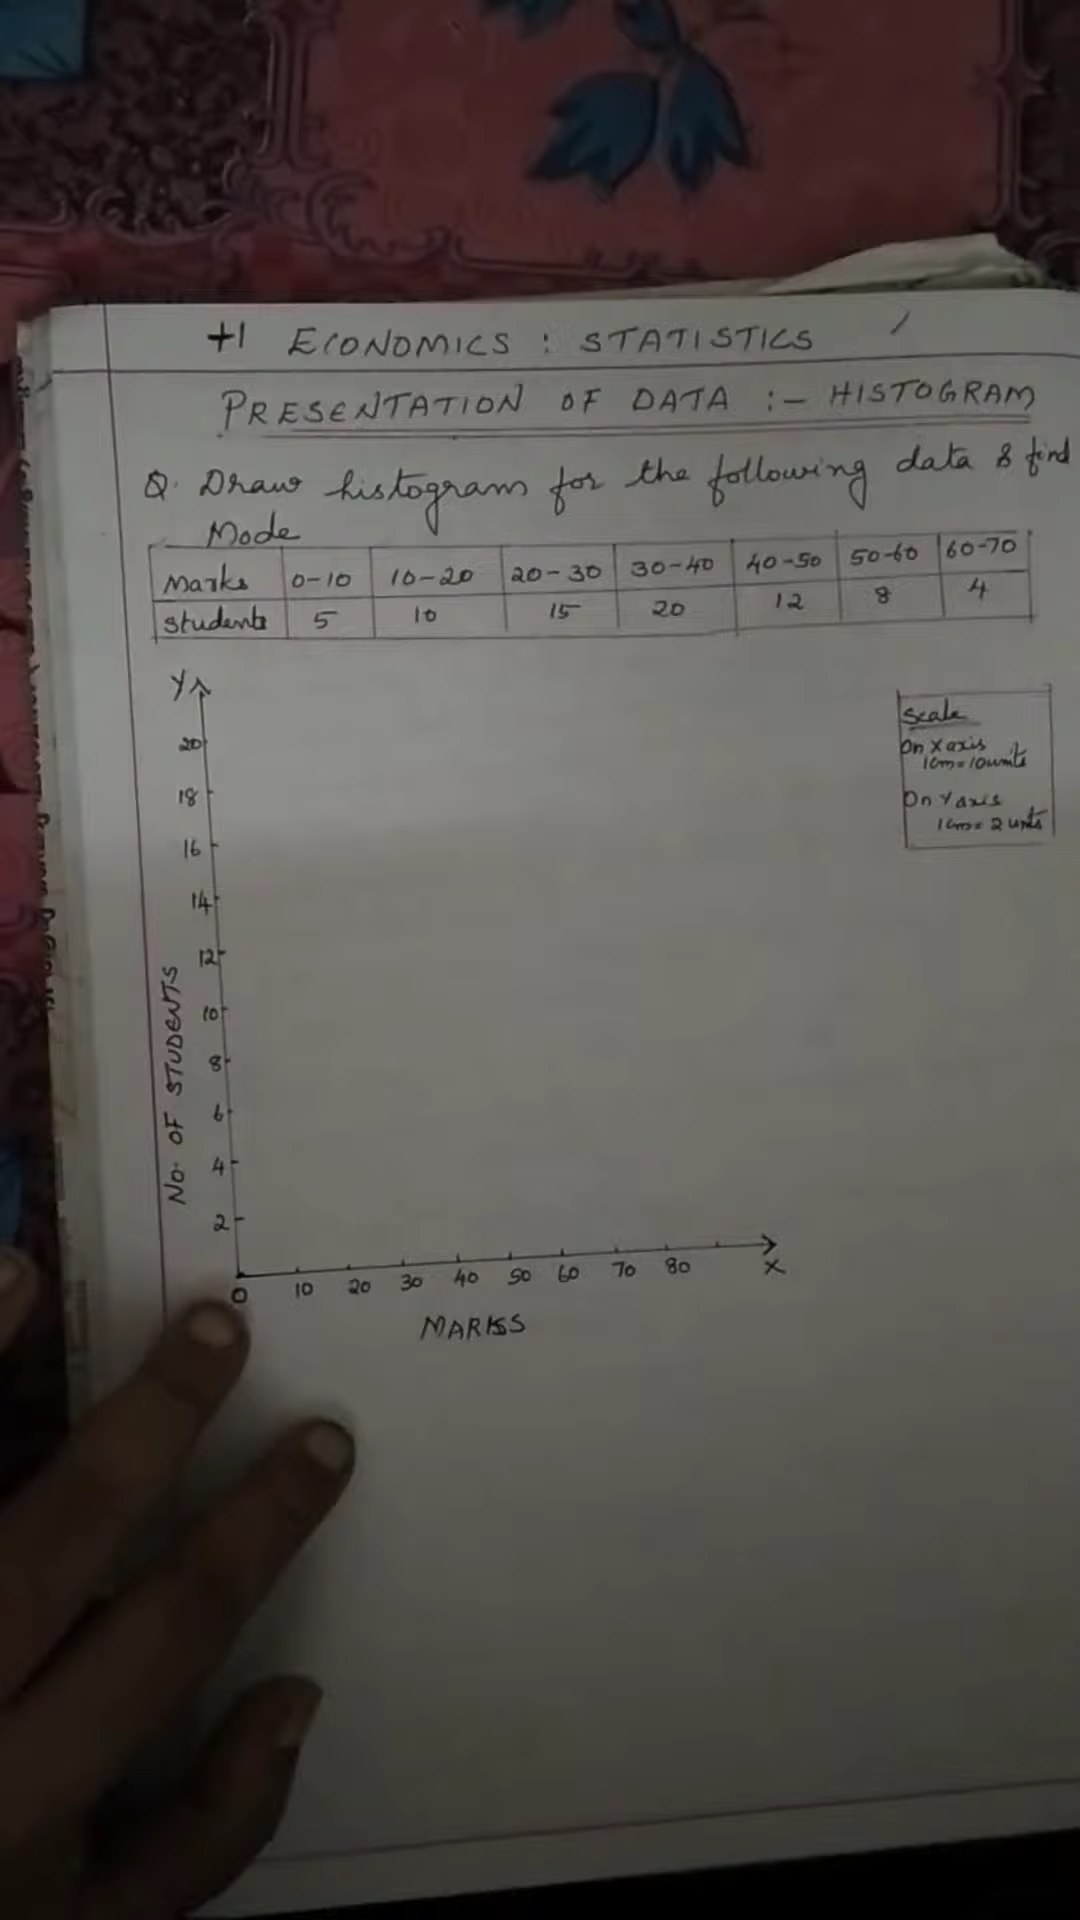 +1 ECONOMICS : STATISTICS
PRESENTATION OF DATA :- HISTOGRAM
Q. Draw histogram for the following data & find
Mode
Marks 0-10 10-20 20-30 30-40 40-50 50-60 60-70
Students 5 10 15 20 12 8 4
Y
Scale
On X axis
1cm=10units
On Y axis
1cm=2 units
20
18
16
14
12
10
8
6
4
2
NO. OF STUDENTS
0 10 20 30 40 50 60 70 80 X
MARKS